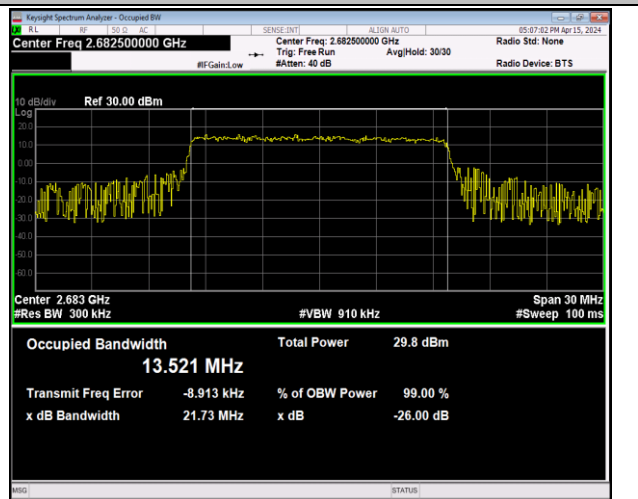 Keysight Spectrum Analyzer - Occupied BW
RL RF 50 Ω AC SENSE:INT ALIGN AUTO 05:07:02 PM Apr 15, 2024
Center Freq 2.682500000 GHz Center Freq: 2.682500000 GHz Radio Std: None
Trig: Free Run Avg|Hold: 30/30
#IFGain:Low #Atten: 40 dB Radio Device: BTS
10 dB/div Ref 30.00 dBm
Log
20.0
10.0
0.00
-10.0
-20.0
-30.0
-40.0
-50.0
-60.0
Center 2.683 GHz Span 30 MHz
#Res BW 300 kHz #VBW 910 kHz #Sweep 100 ms
Occupied Bandwidth Total Power 29.8 dBm
13.521 MHz
Transmit Freq Error -8.913 kHz % of OBW Power 99.00 %
x dB Bandwidth 21.73 MHz x dB -26.00 dB
MSG STATUS